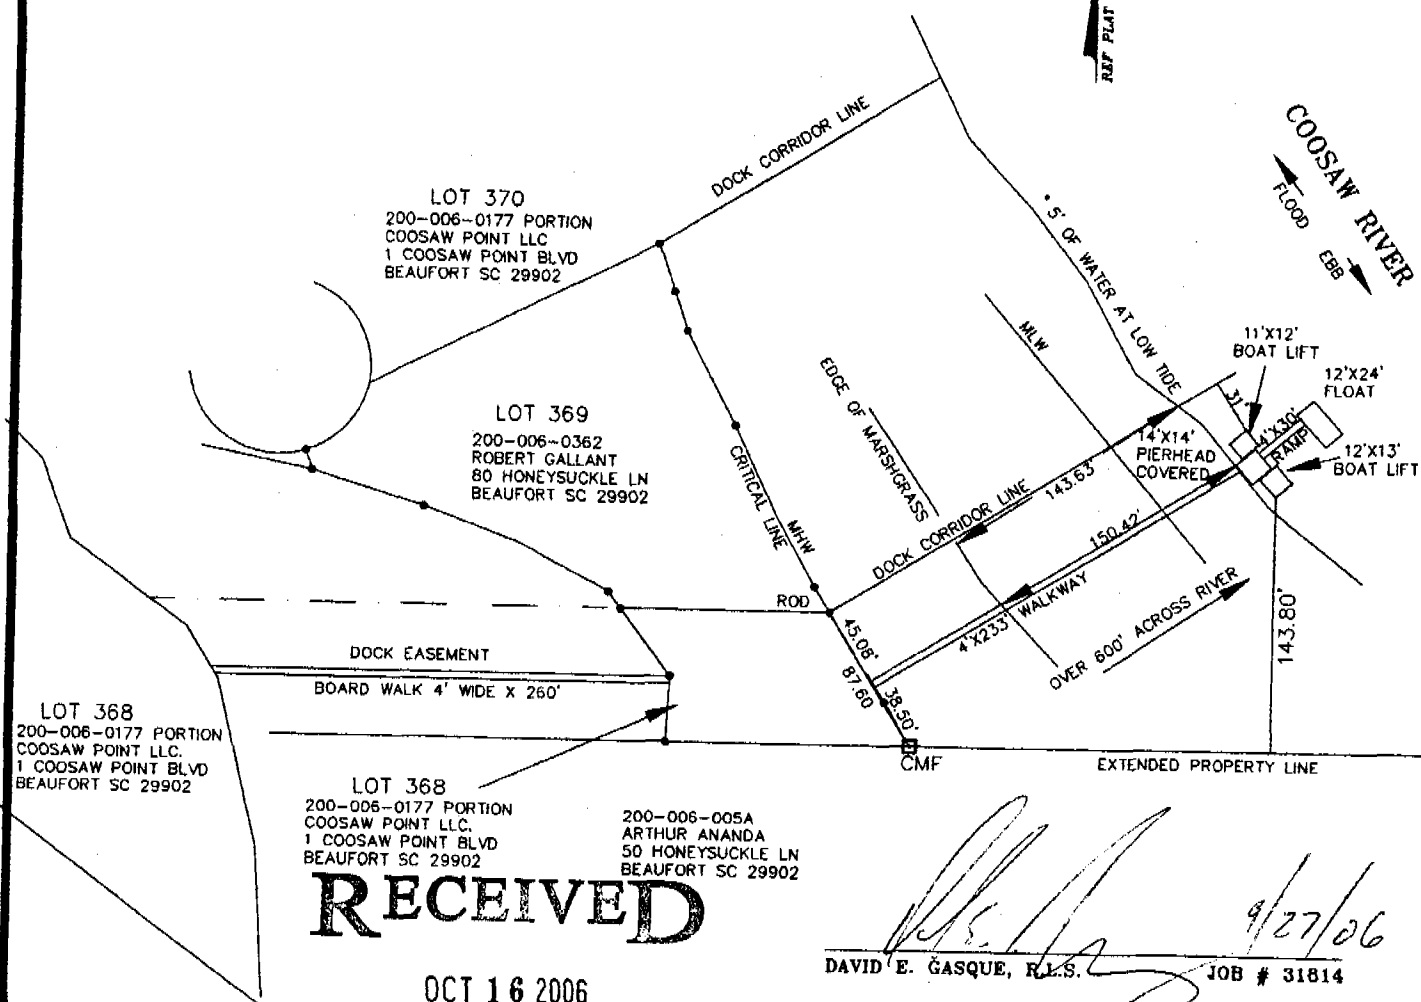 REF PLAT
COOSAW RIVER
FLOOD
EBB
DOCK CORRIDOR LINE
LOT 370
200-006-0177 PORTION
COOSAW POINT LLC
1 COOSAW POINT BLVD
BEAUFORT SC 29902
.5' OF WATER AT LOW TIDE
MLW
11'X12'
BOAT LIFT
12'X24'
FLOAT
31'
4'X30'
RAMP
12'X13'
BOAT LIFT
14'X14'
PIERHEAD
COVERED
EDGE OF MARSHGRASS
LOT 369
200-006-0362
ROBERT GALLANT
80 HONEYSUCKLE LN
BEAUFORT SC 29902
CRITICAL LINE
MHW
143.63'
DOCK CORRIDOR LINE
150.42'
4'X233' WALKWAY
OVER 600' ACROSS RIVER
143.80'
ROD
45.08'
87.60
38.50'
DOCK EASEMENT
BOARD WALK 4' WIDE X 260'
LOT 368
200-006-0177 PORTION
COOSAW POINT LLC.
1 COOSAW POINT BLVD
BEAUFORT SC 29902
CMF
EXTENDED PROPERTY LINE
LOT 368
200-006-0177 PORTION
COOSAW POINT LLC.
1 COOSAW POINT BLVD
BEAUFORT SC 29902
200-006-005A
ARTHUR ANANDA
50 HONEYSUCKLE LN
BEAUFORT SC 29902
RECEIVED
OCT 16 2006
9/27/06
DAVID E. GASQUE, R.L.S.
JOB # 31814